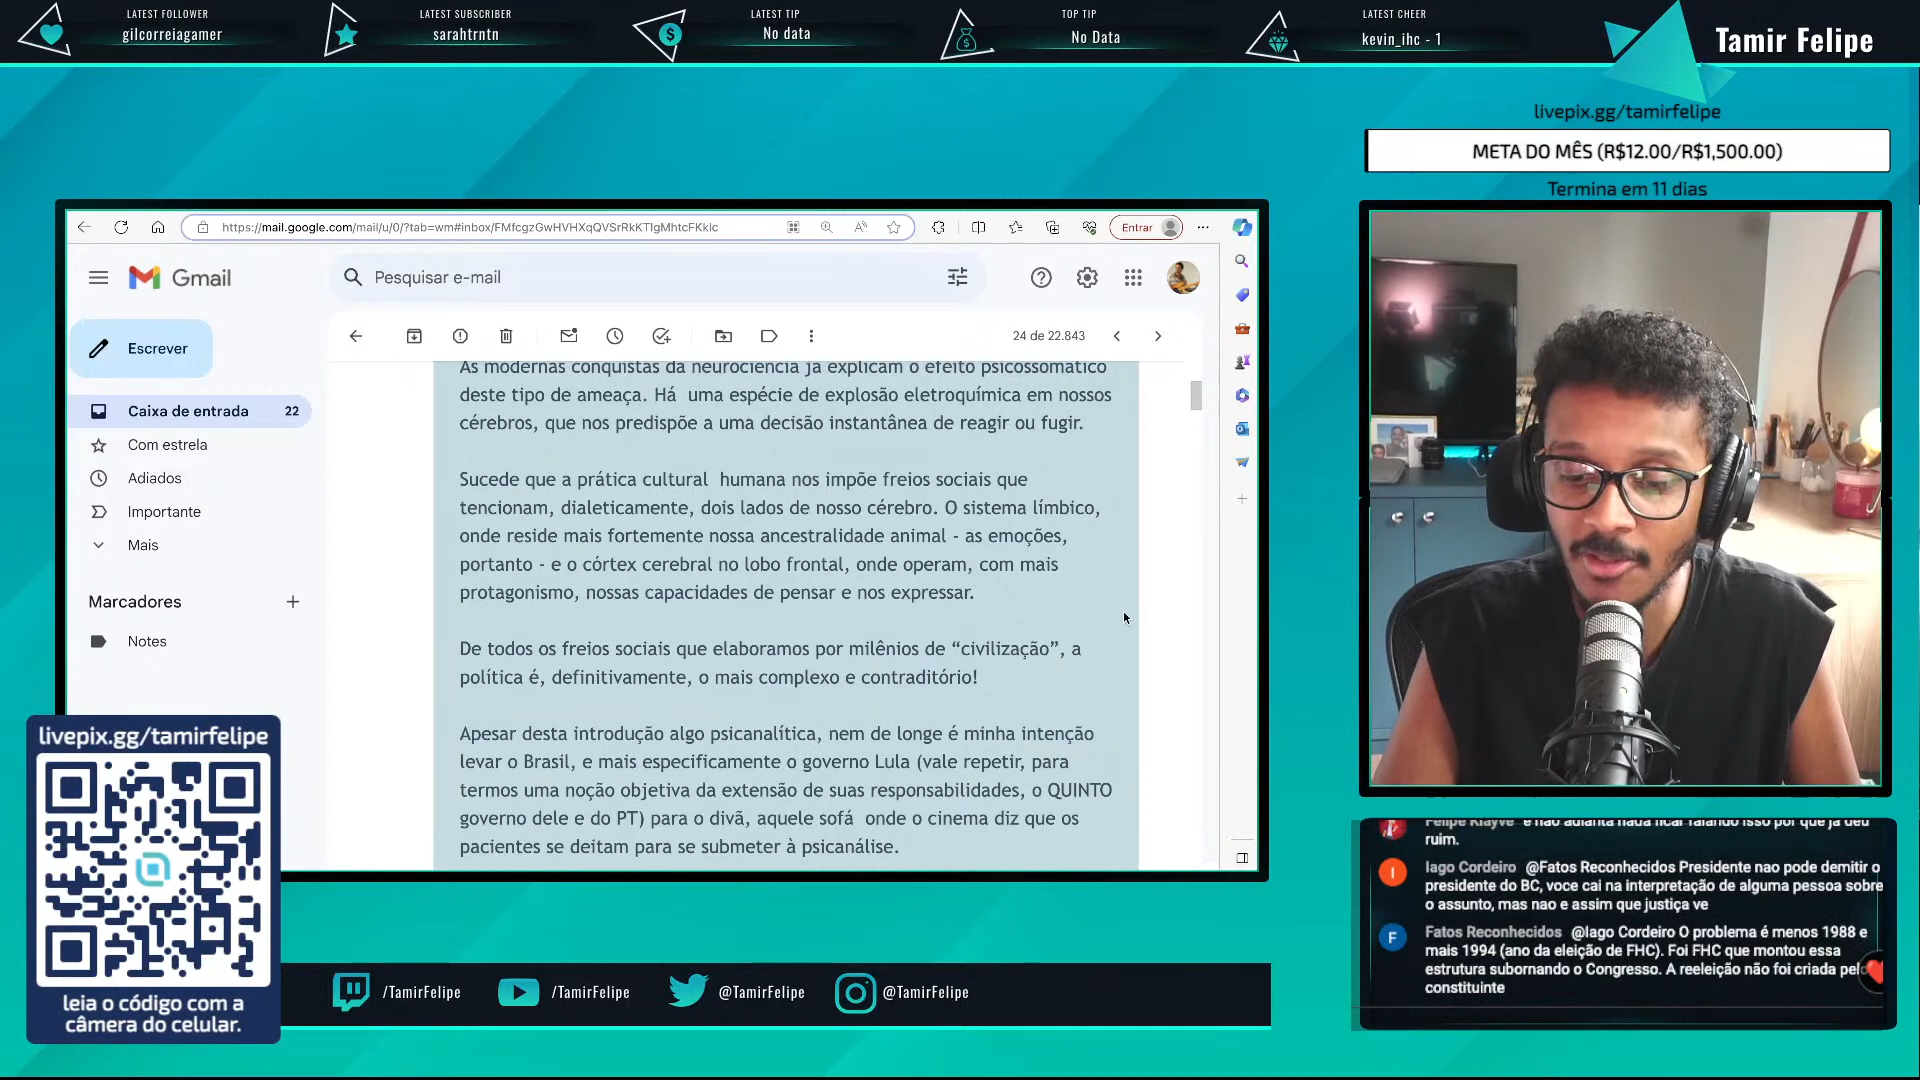 LATEST FOLLOWER
gilcorreiagamer
LATEST SUBSCRIBER
sarahtrntn
LATEST TIP
No data
TOP TIP
No Data
LATEST CHEER
kevin_ihc - 1
Tamir Felipe
livepix.gg/tamirfelipe
META DO MÊS (R$12.00/R$1,500.00)
Termina em 11 dias
https://mail.google.com/mail/u/0/?tab=wm#inbox/FMfcgzGwHVHXqQVSrRkKTlgMhtcFKklc
Entrar
Gmail
Pesquisar e-mail
Escrever
24 de 22.843
Caixa de entrada 22
Com estrela
Adiados
Importante
Mais
Marcadores
Notes
As modernas conquistas da neurociência já explicam o efeito psicossomático
deste tipo de ameaça. Há  uma espécie de explosão eletroquímica em nossos
cérebros, que nos predispõe a uma decisão instantânea de reagir ou fugir.
Sucede que a prática cultural  humana nos impõe freios sociais que
tencionam, dialeticamente, dois lados de nosso cérebro. O sistema límbico,
onde reside mais fortemente nossa ancestralidade animal - as emoções,
portanto - e o córtex cerebral no lobo frontal, onde operam, com mais
protagonismo, nossas capacidades de pensar e nos expressar.
De todos os freios sociais que elaboramos por milênios de “civilização”, a
política é, definitivamente, o mais complexo e contraditório!
Apesar desta introdução algo psicanalítica, nem de longe é minha intenção
levar o Brasil, e mais especificamente o governo Lula (vale repetir, para
termos uma noção objetiva da extensão de suas responsabilidades, o QUINTO
governo dele e do PT) para o divã, aquele sofá  onde o cinema diz que os
pacientes se deitam para se submeter à psicanálise.
livepix.gg/tamirfelipe
leia o código com a
câmera do celular.
Felipe Klayve e não adianta nada ficar falando isso por que já deu
ruim.
I
Iago Cordeiro @Fatos Reconhecidos Presidente nao pode demitir o
presidente do BC, voce cai na interpretação de alguma pessoa sobre
o assunto, mas nao e assim que justiça ve
F
Fatos Reconhecidos @Iago Cordeiro O problema é menos 1988 e
mais 1994 (ano da eleição de FHC). Foi FHC que montou essa
estrutura subornando o Congresso. A reeleição não foi criada pelo
constituinte
/TamirFelipe
/TamirFelipe
@TamirFelipe
@TamirFelipe